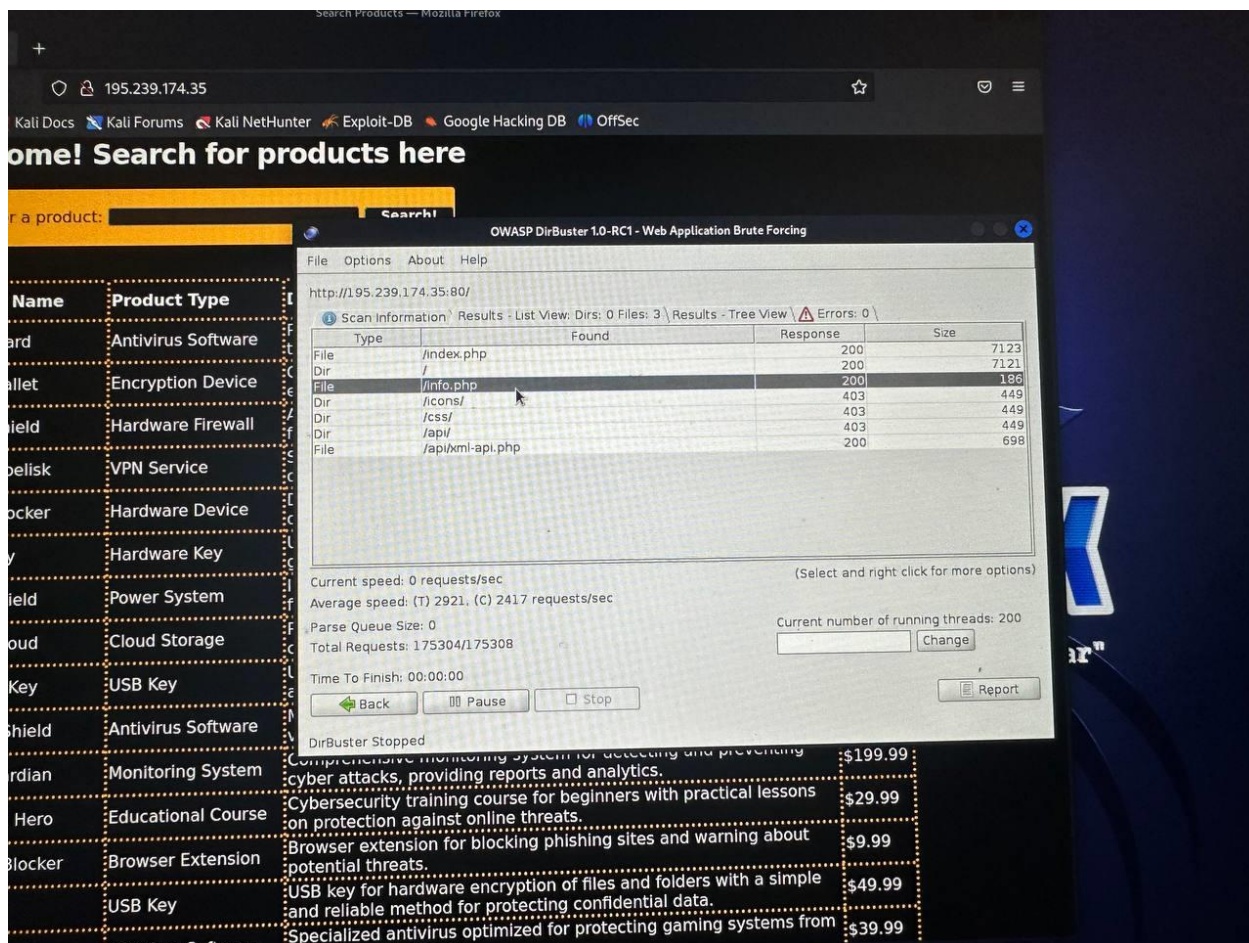 Search Products — Mozilla Firefox
+
195.239.174.35
Kali Docs Kali Forums Kali NetHunter Exploit-DB Google Hacking DB OffSec
ome! Search for products here
r a product: Search!
OWASP DirBuster 1.0-RC1 - Web Application Brute Forcing
File Options About Help
http://195.239.174.35:80/
Scan Information Results - List View: Dirs: 0 Files: 3 Results - Tree View Errors: 0
Type Found Response Size
File /index.php 200 7123
Dir / 200 7121
File /info.php 200 186
Dir /icons/ 403 449
Dir /css/ 403 449
Dir /api/ 403 449
File /api/xml-api.php 200 698
Current speed: 0 requests/sec
(Select and right click for more options)
Average speed: (T) 2921, (C) 2417 requests/sec
Parse Queue Size: 0
Current number of running threads: 200
Total Requests: 175304/175308
Change
Time To Finish: 00:00:00
Back Pause Stop
Report
DirBuster Stopped
Name Product Type
ard Antivirus Software
allet Encryption Device
ield Hardware Firewall
belisk VPN Service
ocker Hardware Device
y Hardware Key
ield Power System
oud Cloud Storage
Key USB Key
Shield Antivirus Software
rdian Monitoring System Comprehensive monitoring system for detecting and preventing $199.99
cyber attacks, providing reports and analytics.
Hero Educational Course Cybersecurity training course for beginners with practical lessons $29.99
on protection against online threats.
Blocker Browser Extension Browser extension for blocking phishing sites and warning about $9.99
potential threats.
USB Key USB key for hardware encryption of files and folders with a simple $49.99
and reliable method for protecting confidential data.
Specialized antivirus optimized for protecting gaming systems from $39.99
ar"